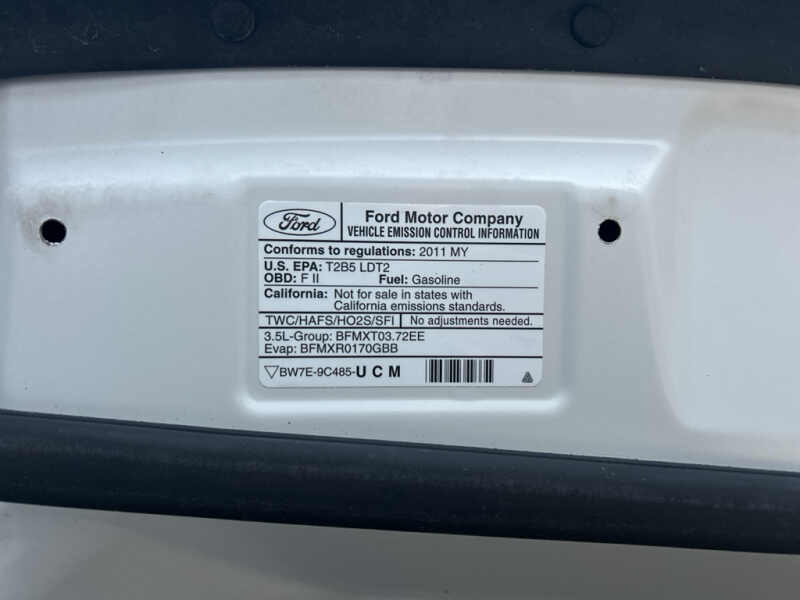 Ford
Ford Motor Company
VEHICLE EMISSION CONTROL INFORMATION
Conforms to regulations: 2011 MY
U.S. EPA: T2B5 LDT2
OBD: F II Fuel: Gasoline
California: Not for sale in states with
California emissions standards.
TWC/HAFS/HO2S/SFI No adjustments needed.
3.5L-Group: BFMXT03.72EE
Evap: BFMXR0170GBB
BW7E-9C485-U C M